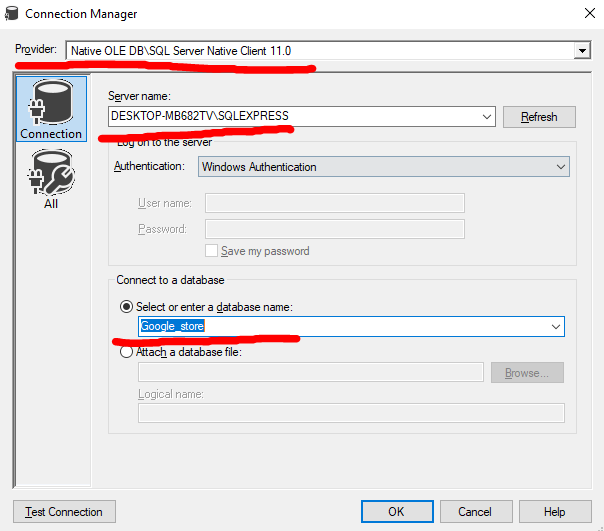 Connection Manager
Provider: Native OLE DB\SQL Server Native Client 11.0
Connection
All
Server name:
DESKTOP-MB682TV\SQLEXPRESS
Refresh
Log on to the server
Authentication: Windows Authentication
User name:
Password:
Save my password
Connect to a database
Select or enter a database name:
Google_store
Attach a database file:
Browse...
Logical name:
Test Connection
OK
Cancel
Help